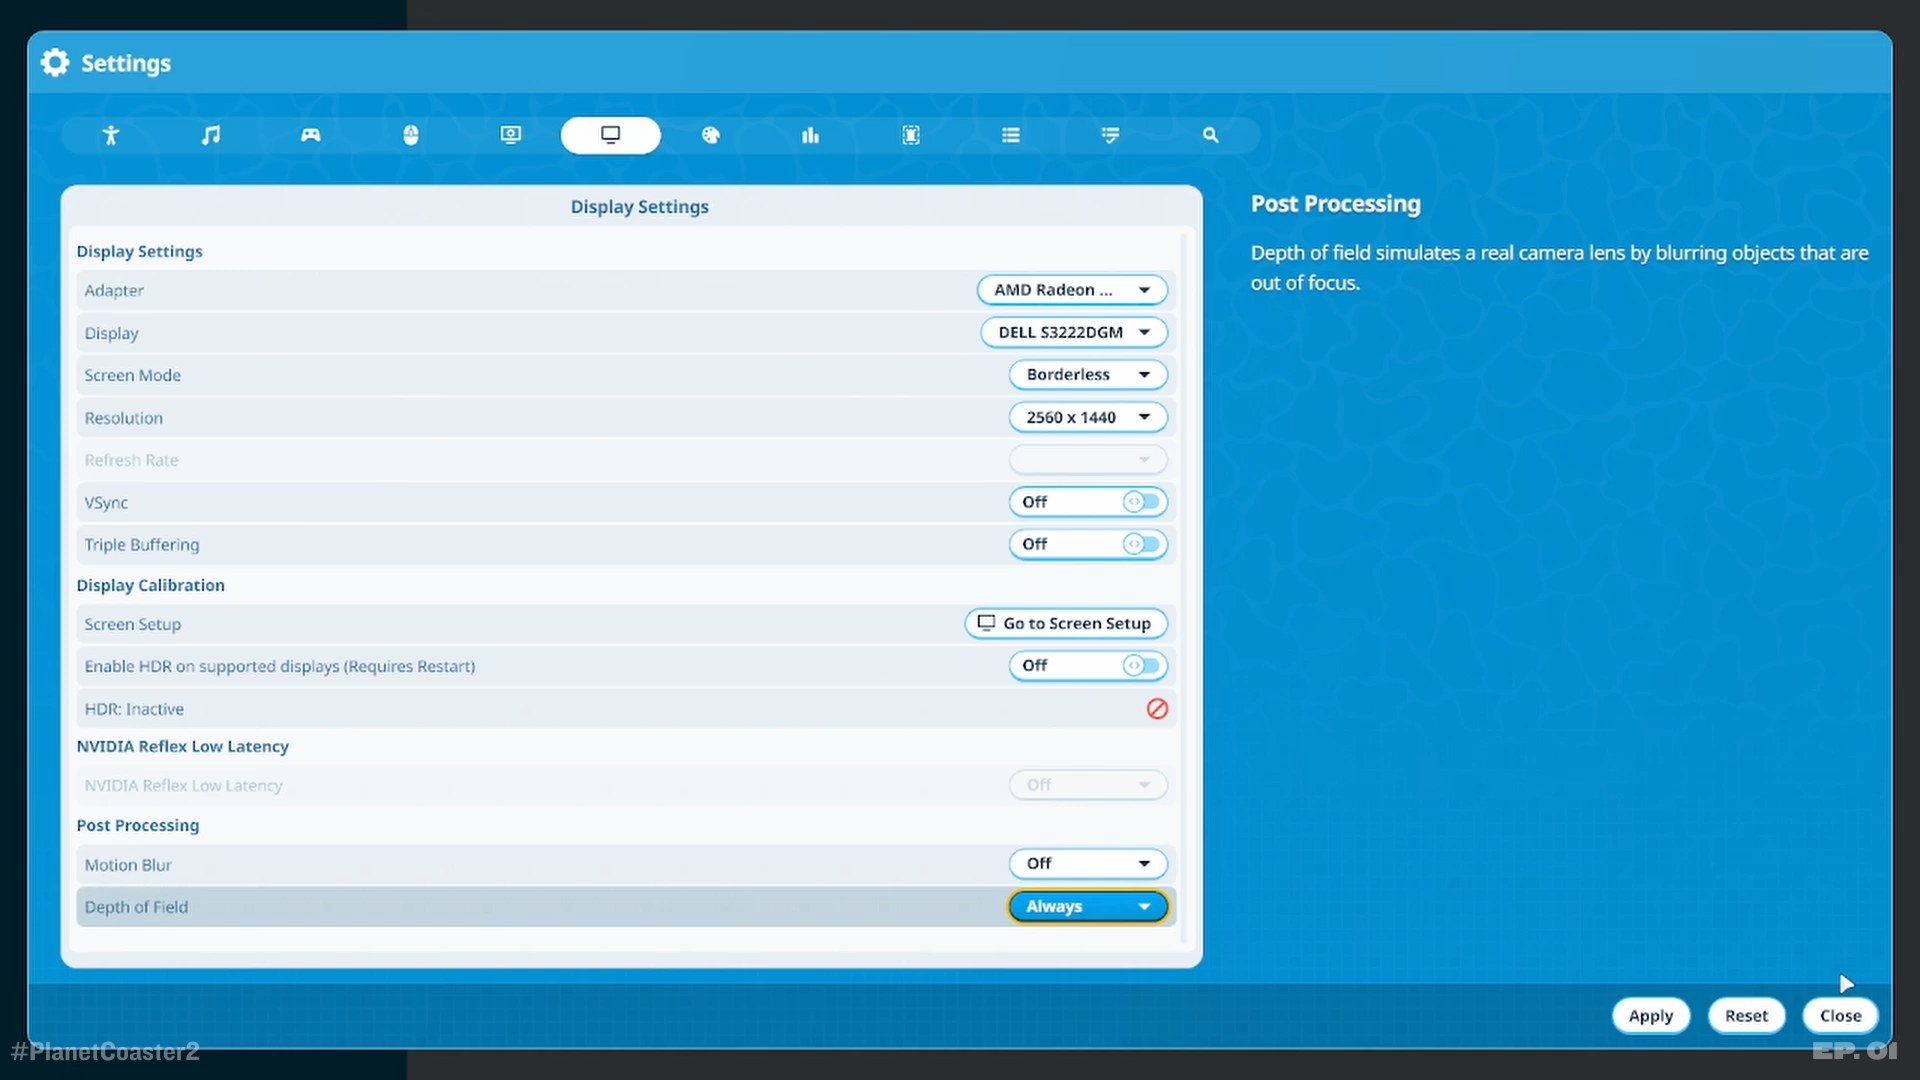 Settings
Display Settings
Display Settings
Adapter
AMD Radeon ...
Display
DELL S3222DGM
Screen Mode
Borderless
Resolution
2560 x 1440
Refresh Rate
VSync
Off
Triple Buffering
Off
Display Calibration
Screen Setup
Go to Screen Setup
Enable HDR on supported displays (Requires Restart)
Off
HDR: Inactive
NVIDIA Reflex Low Latency
NVIDIA Reflex Low Latency
Off
Post Processing
Motion Blur
Off
Depth of Field
Always
Post Processing
Depth of field simulates a real camera lens by blurring objects that are
out of focus.
Apply
Reset
Close
#PlanetCoaster2
EP. 01